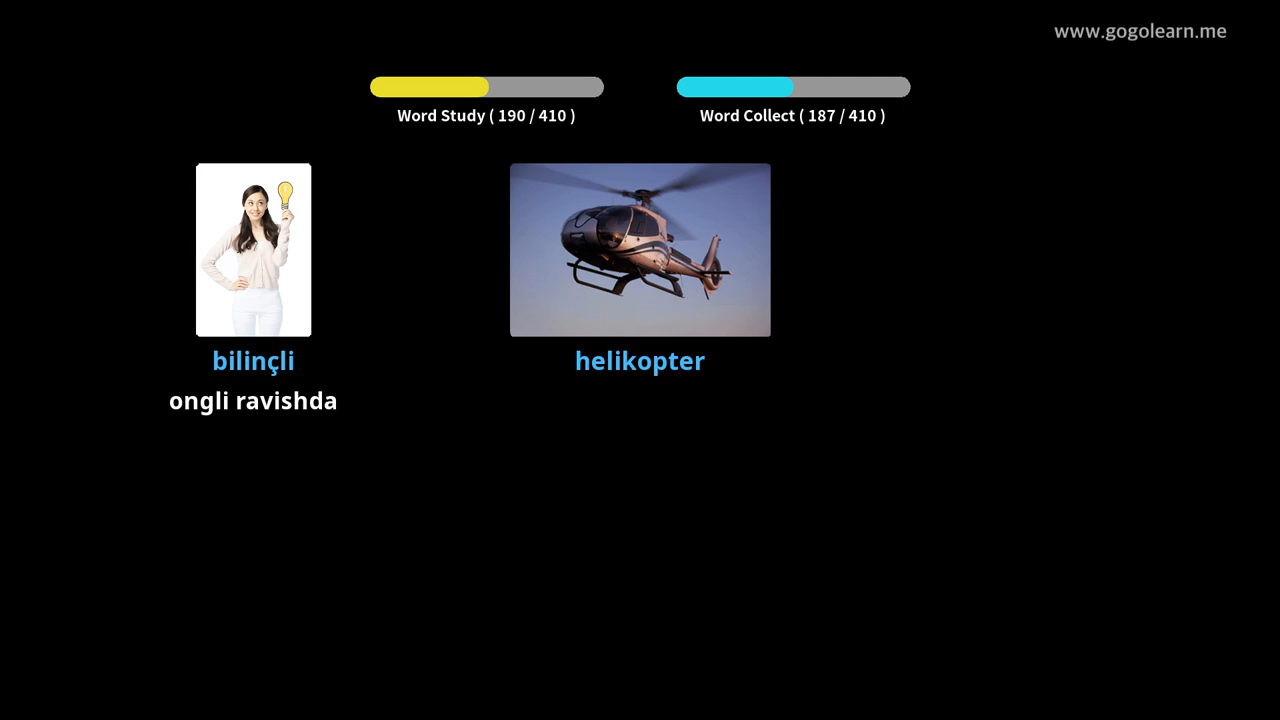 www.gogolearn.me
Word Study ( 190 / 410 )
Word Collect ( 187 / 410 )
bilinçli
helikopter
ongli ravishda